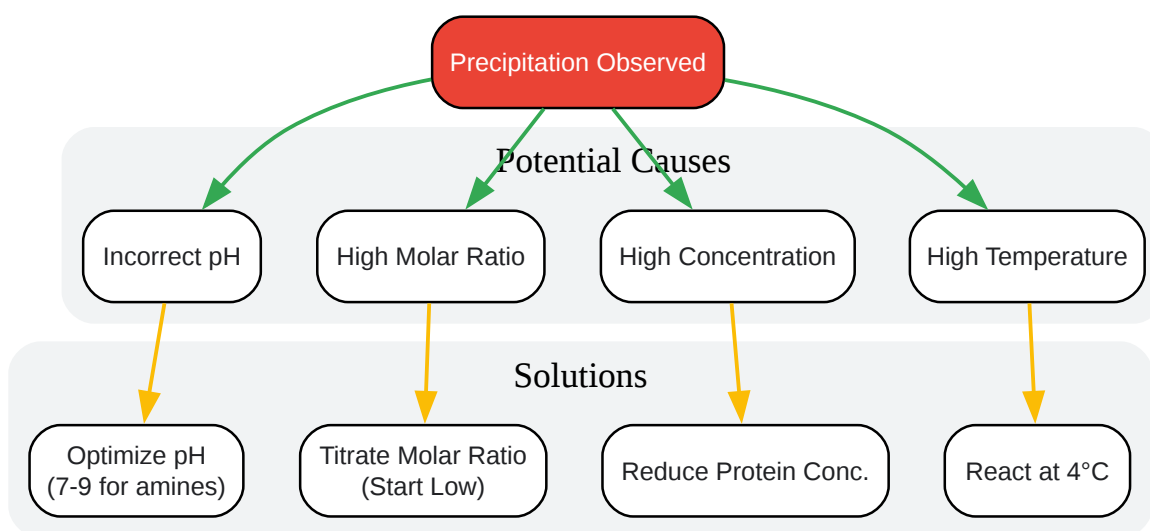 Precipitation Observed
Potential Causes
Incorrect pH
High Molar Ratio
High Concentration
High Temperature
Solutions
Optimize pH
(7-9 for amines)
Titrate Molar Ratio
(Start Low)
Reduce Protein Conc.
React at 4°C